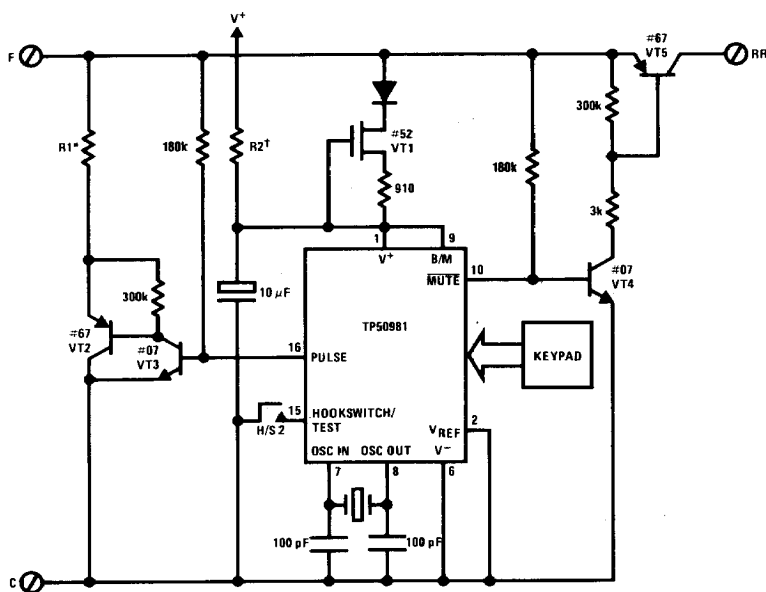 V+
F
#67
VT5
RR
R1*
180k
R2†
#52
VT1
910
180k
300k
3k
1
9
V+
B/M
10
MUTE
#07
VT4
300k
10 μF
TP50981
KEYPAD
#67
VT2
#07
VT3
16
PULSE
15
HOOKSWITCH/
TEST
H/S 2
2
VREF
OSC IN
OSC OUT
V−
7
8
6
100 pF
100 pF
C